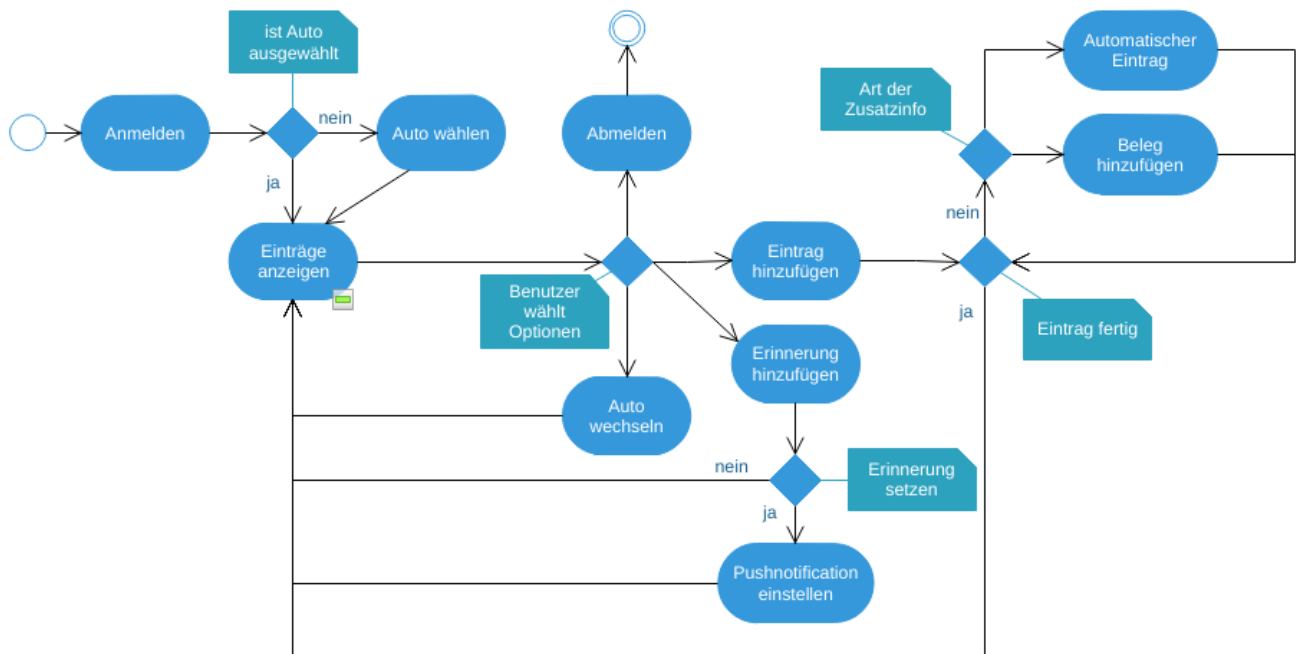 ist Auto
ausgewählt
Automatischer
Eintrag
Art der
Zusatzinfo
nein
Anmelden
Auto wählen
Abmelden
Beleg
hinzufügen
ja
nein
Einträge
anzeigen
Eintrag
hinzufügen
Benutzer
wählt
Optionen
ja
Eintrag fertig
Erinnerung
hinzufügen
Auto
wechseln
nein
Erinnerung
setzen
ja
Pushnotification
einstellen